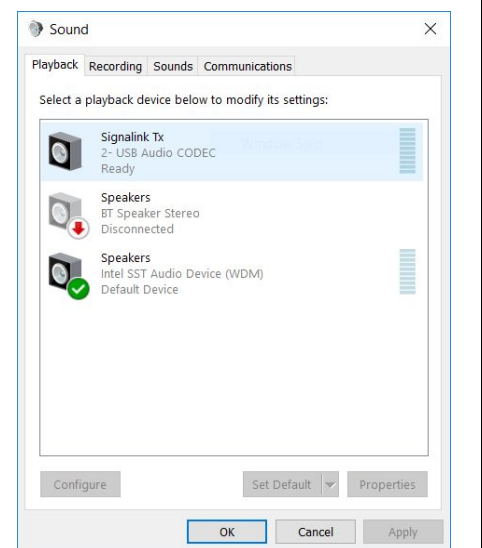 Sound
Playback Recording Sounds Communications
Select a playback device below to modify its settings:
Signalink Tx
2- USB Audio CODEC
Ready
Speakers
BT Speaker Stereo
Disconnected
Speakers
Intel SST Audio Device (WDM)
Default Device
Configure Set Default Properties
OK Cancel Apply